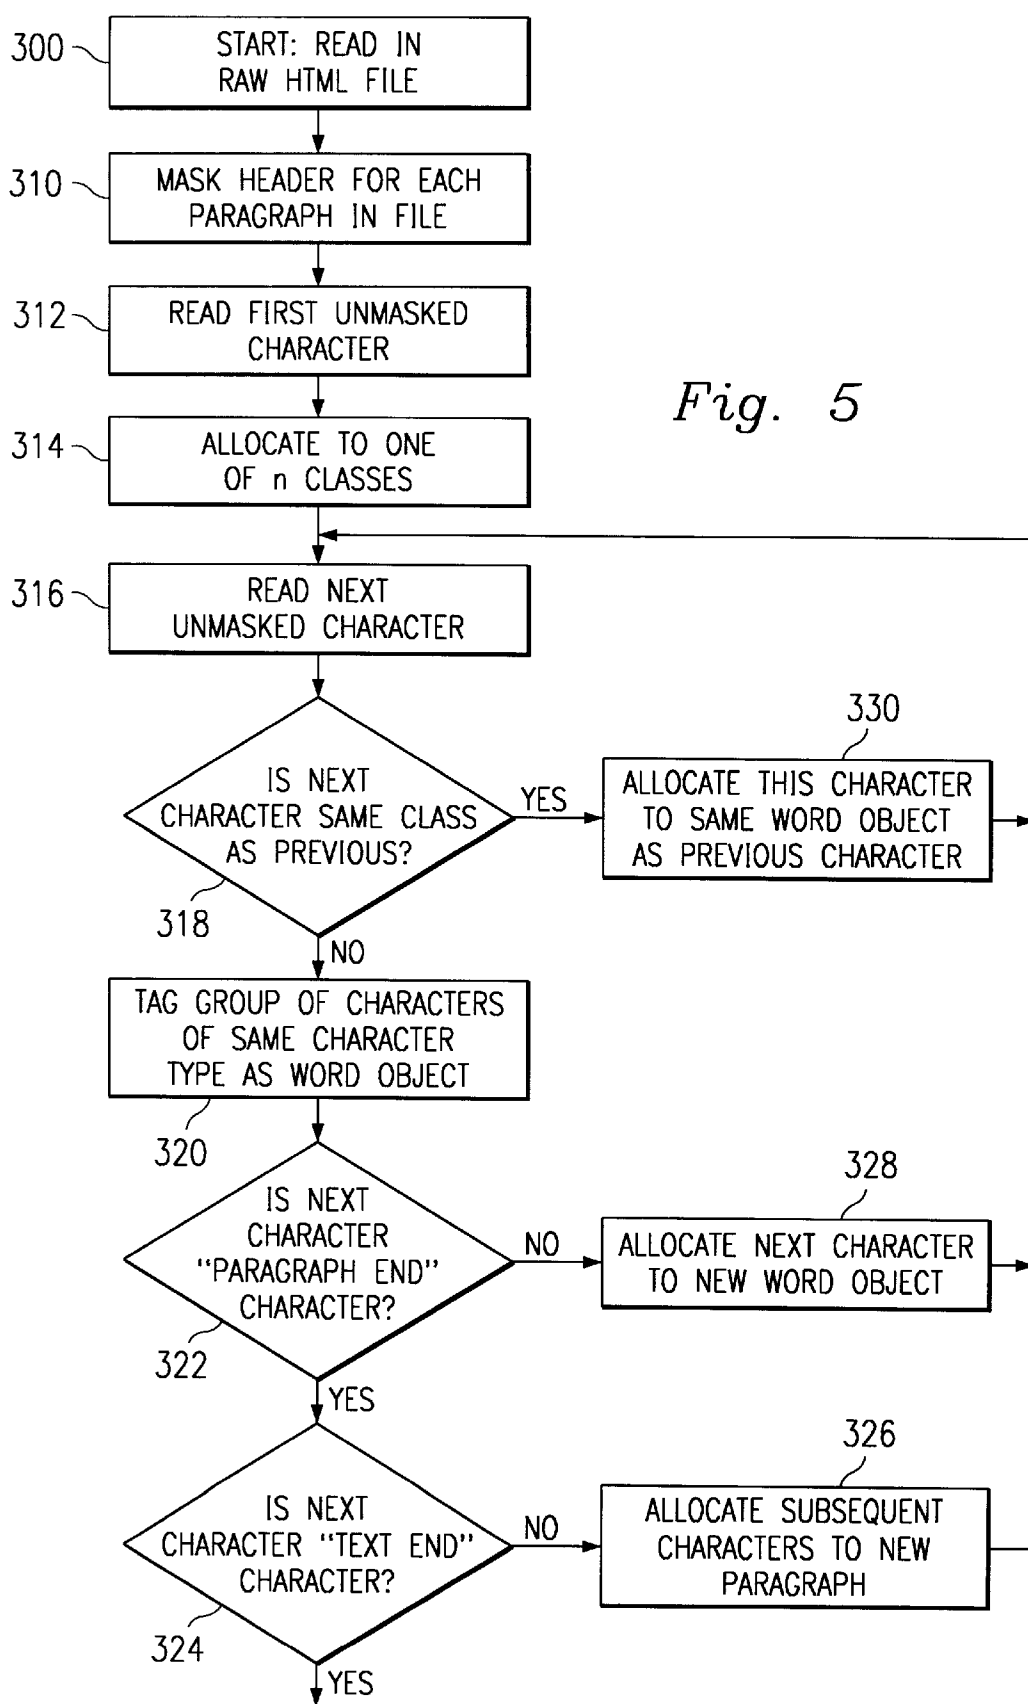 300
START: READ IN
RAW HTML FILE
310
MASK HEADER FOR EACH
PARAGRAPH IN FILE
312
READ FIRST UNMASKED
CHARACTER
Fig. 5
314
ALLOCATE TO ONE
OF n CLASSES
316
READ NEXT
UNMASKED CHARACTER
IS NEXT
CHARACTER SAME CLASS
AS PREVIOUS?
318
YES
330
ALLOCATE THIS CHARACTER
TO SAME WORD OBJECT
AS PREVIOUS CHARACTER
NO
TAG GROUP OF CHARACTERS
OF SAME CHARACTER
TYPE AS WORD OBJECT
320
IS NEXT
CHARACTER
"PARAGRAPH END"
CHARACTER?
322
NO
328
ALLOCATE NEXT CHARACTER
TO NEW WORD OBJECT
YES
IS NEXT
CHARACTER "TEXT END"
CHARACTER?
324
NO
326
ALLOCATE SUBSEQUENT
CHARACTERS TO NEW
PARAGRAPH
YES